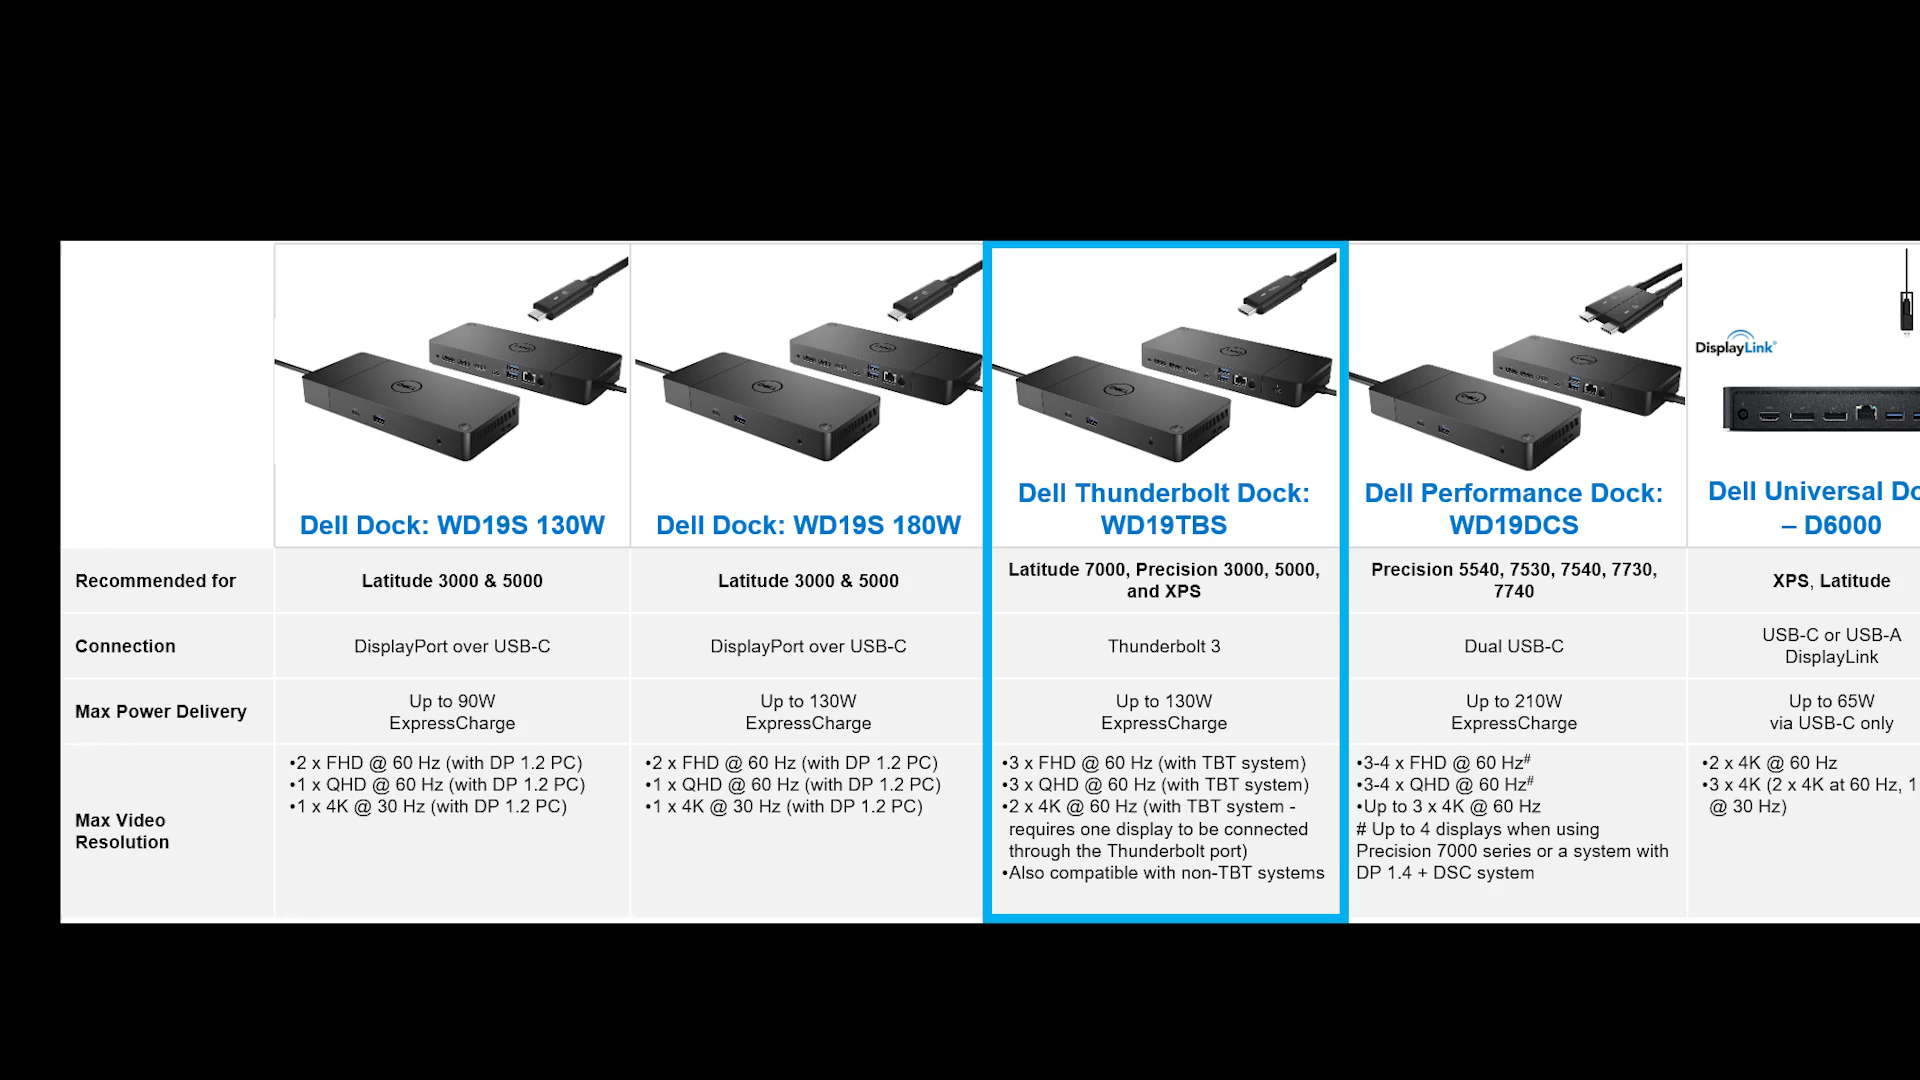 DisplayLink®
Dell Dock: WD19S 130W
Dell Dock: WD19S 180W
Dell Thunderbolt Dock:
WD19TBS
Dell Performance Dock:
WD19DCS
Dell Universal Do
– D6000
Recommended for
Latitude 3000 & 5000
Latitude 3000 & 5000
Latitude 7000, Precision 3000, 5000,
and XPS
Precision 5540, 7530, 7540, 7730,
7740
XPS, Latitude
Connection
DisplayPort over USB-C
DisplayPort over USB-C
Thunderbolt 3
Dual USB-C
USB-C or USB-A
DisplayLink
Max Power Delivery
Up to 90W
ExpressCharge
Up to 130W
ExpressCharge
Up to 130W
ExpressCharge
Up to 210W
ExpressCharge
Up to 65W
via USB-C only
Max Video
Resolution
•2 x FHD @ 60 Hz (with DP 1.2 PC)
•1 x QHD @ 60 Hz (with DP 1.2 PC)
•1 x 4K @ 30 Hz (with DP 1.2 PC)
•2 x FHD @ 60 Hz (with DP 1.2 PC)
•1 x QHD @ 60 Hz (with DP 1.2 PC)
•1 x 4K @ 30 Hz (with DP 1.2 PC)
•3 x FHD @ 60 Hz (with TBT system)
•3 x QHD @ 60 Hz (with TBT system)
•2 x 4K @ 60 Hz (with TBT system -
requires one display to be connected
through the Thunderbolt port)
•Also compatible with non-TBT systems
•3-4 x FHD @ 60 Hz#
•3-4 x QHD @ 60 Hz#
•Up to 3 x 4K @ 60 Hz
# Up to 4 displays when using
Precision 7000 series or a system with
DP 1.4 + DSC system
•2 x 4K @ 60 Hz
•3 x 4K (2 x 4K at 60 Hz, 1
@ 30 Hz)